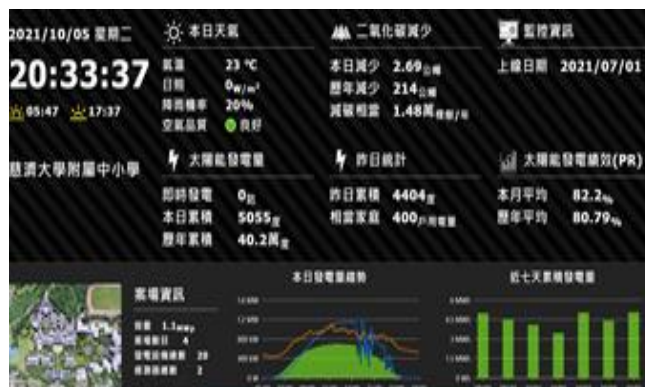 2021/10/05 星期二
20:33:37
05:47 17:37
慈濟大學附屬中小學
本日天氣
氣溫 23 ℃
日照 0w/m²
降雨機率 20%
空氣品質 良好
二氧化碳減少
本日減少 2.69公噸
歷年減少 214公噸
減碳相當 1.48萬
監控資訊
上線日期 2021/07/01
太陽能發電量
即時發電 0瓩
本日累積 5055度
歷年累積 40.2萬度
昨日統計
昨日累積 4404度
相當家庭 400戶用電量
太陽能發電績效(PR)
本月平均 82.2%
歷年平均 80.79%
案場資訊
本日發電量趨勢
近七天累積發電量